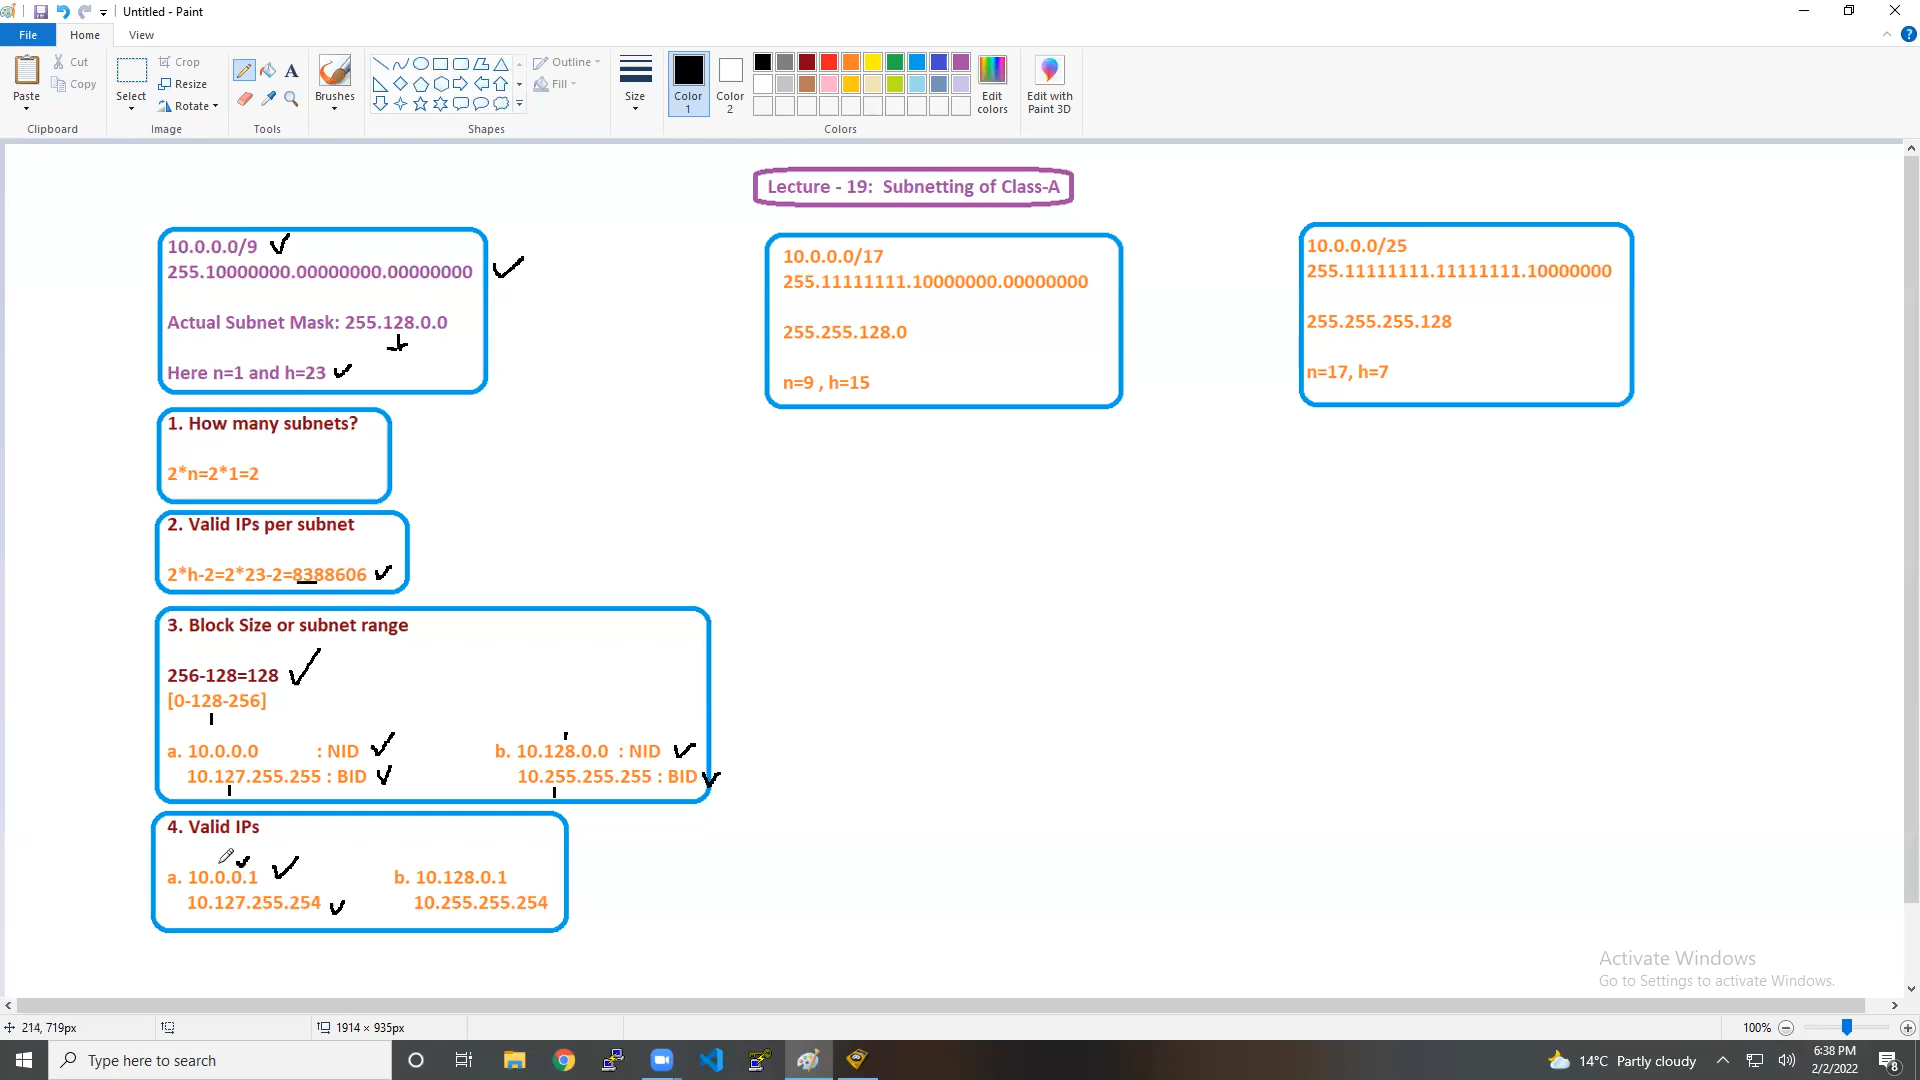 Untitled - Paint
File
Home
View
Paste
Cut
Copy
Clipboard
Select
Crop
Resize
Rotate
Image
Tools
Brushes
Shapes
Outline
Fill
Size
Color 1
Color 2
Colors
Edit colors
Edit with Paint 3D
Lecture - 19: Subnetting of Class-A
10.0.0.0/9
255.10000000.00000000.00000000
Actual Subnet Mask: 255.128.0.0
Here n=1 and h=23
10.0.0.0/17
255.11111111.10000000.00000000
255.255.128.0
n=9 , h=15
10.0.0.0/25
255.11111111.11111111.10000000
255.255.255.128
n=17, h=7
1. How many subnets?
2*n=2*1=2
2. Valid IPs per subnet
2*h-2=2*23-2=8388606
3. Block Size or subnet range
256-128=128
[0-128-256]
a. 10.0.0.0 : NID
10.127.255.255 : BID
b. 10.128.0.0 : NID
10.255.255.255 : BID
4. Valid IPs
a. 10.0.0.1
10.127.255.254
b. 10.128.0.1
10.255.255.254
Activate Windows
Go to Settings to activate Windows.
214, 719px
1914 × 935px
100%
Type here to search
14°C Partly cloudy
6:38 PM
2/2/2022
8